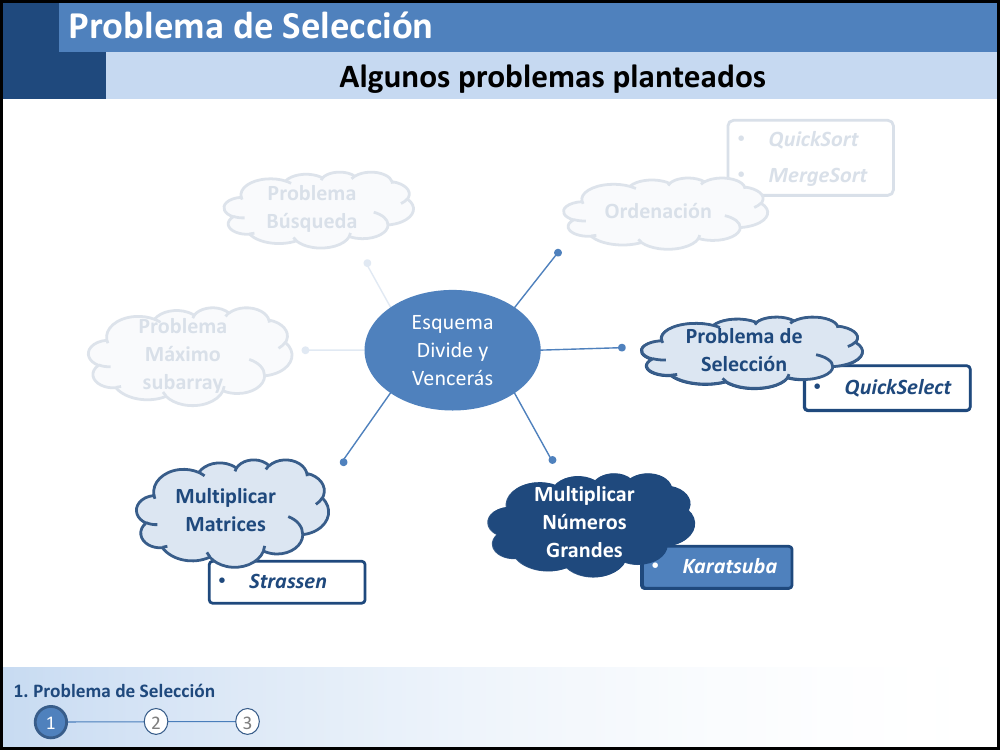 Problema de Selección
Algunos problemas planteados
• QuickSort
• MergeSort
Problema
Búsqueda
Ordenación
Esquema
Divide y
Vencerás
Problema
Máximo
subarray
Problema de
Selección
• QuickSelect
Multiplicar
Matrices
• Strassen
Multiplicar
Números
Grandes
• Karatsuba
1. Problema de Selección
1 2 3